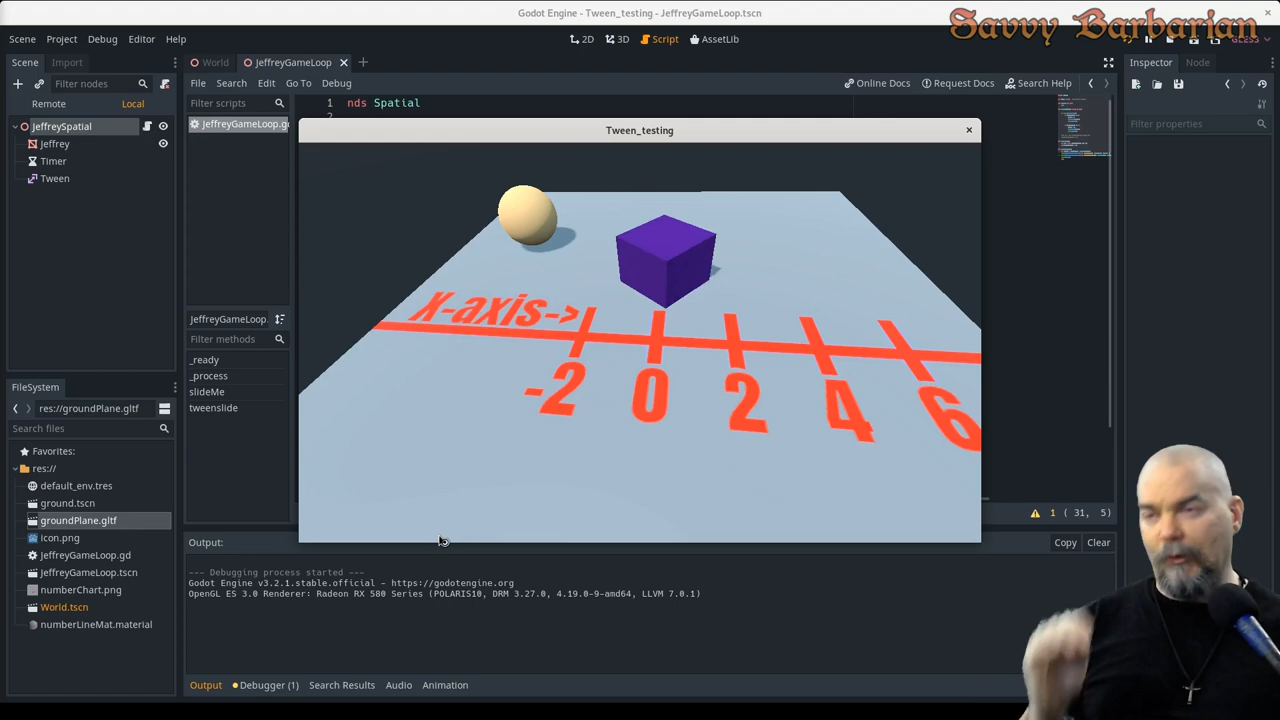 Godot Engine - Tween_testing - JeffreyGameLoop.tscn
Savvy Barbarian
Scene Project Debug Editor Help
2D 3D Script AssetLib
GLES3
Scene Import
World JeffreyGameLoop
Inspector Node
Filter nodes
File Search Edit Go To Debug
Online Docs Request Docs Search Help
Remote Local
Filter scripts
1 nds Spatial
2
JeffreyGameLoop.gd
Filter properties
JeffreySpatial
Jeffrey
Timer
Tween
Tween_testing
X-axis->
-2 0 2 4 6
JeffreyGameLoop.
Filter methods
_ready
_process
slideMe
tweenslide
FileSystem
res://groundPlane.gltf
Search files
Favorites:
res://
default_env.tres
ground.tscn
groundPlane.gltf
icon.png
JeffreyGameLoop.gd
JeffreyGameLoop.tscn
numberChart.png
World.tscn
numberLineMat.material
1 ( 31, 5)
Output:
Copy Clear
--- Debugging process started ---
Godot Engine v3.2.1.stable.official - https://godotengine.org
OpenGL ES 3.0 Renderer: Radeon RX 580 Series (POLARIS10, DRM 3.27.0, 4.19.0-9-amd64, LLVM 7.0.1)
Output Debugger (1) Search Results Audio Animation